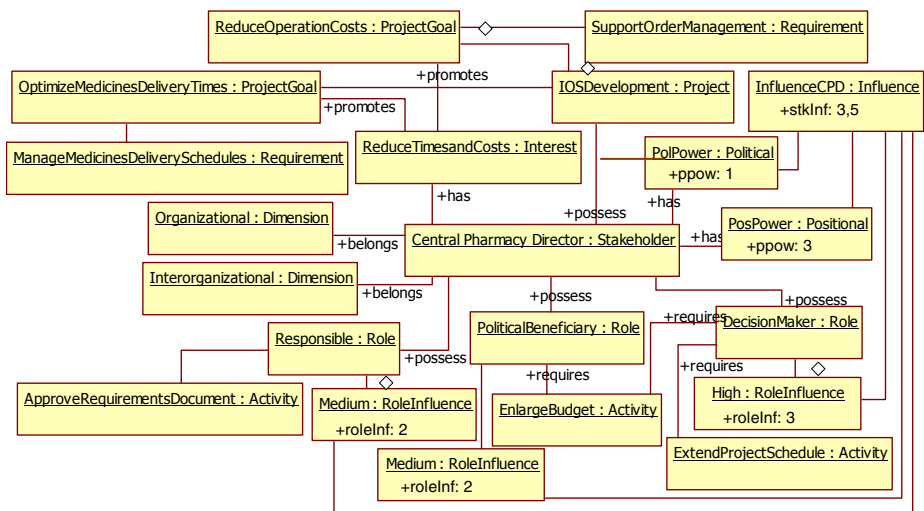 ReduceOperationCosts : ProjectGoal
SupportOrderManagement : Requirement
+promotes
OptimizeMedicinesDeliveryTimes : ProjectGoal
IOSDevelopment : Project
InfluenceCPD : Influence
+stkInf: 3,5
+promotes
ManageMedicinesDeliverySchedules : Requirement
ReduceTimesandCosts : Interest
PolPower : Political
+ppow: 1
+has
+has
Organizational : Dimension
+possess
PosPower : Positional
+ppow: 3
+belongs
Central Pharmacy Director : Stakeholder
+has
Interorganizational : Dimension
+belongs
+possess
+possess
Responsible : Role
PoliticalBeneficiary : Role
+requires
DecisionMaker : Role
+possess
+requires
+requires
ApproveRequirementsDocument : Activity
Medium : RoleInfluence
+roleInf: 2
EnlargeBudget : Activity
High : RoleInfluence
+roleInf: 3
Medium : RoleInfluence
+roleInf: 2
ExtendProjectSchedule : Activity